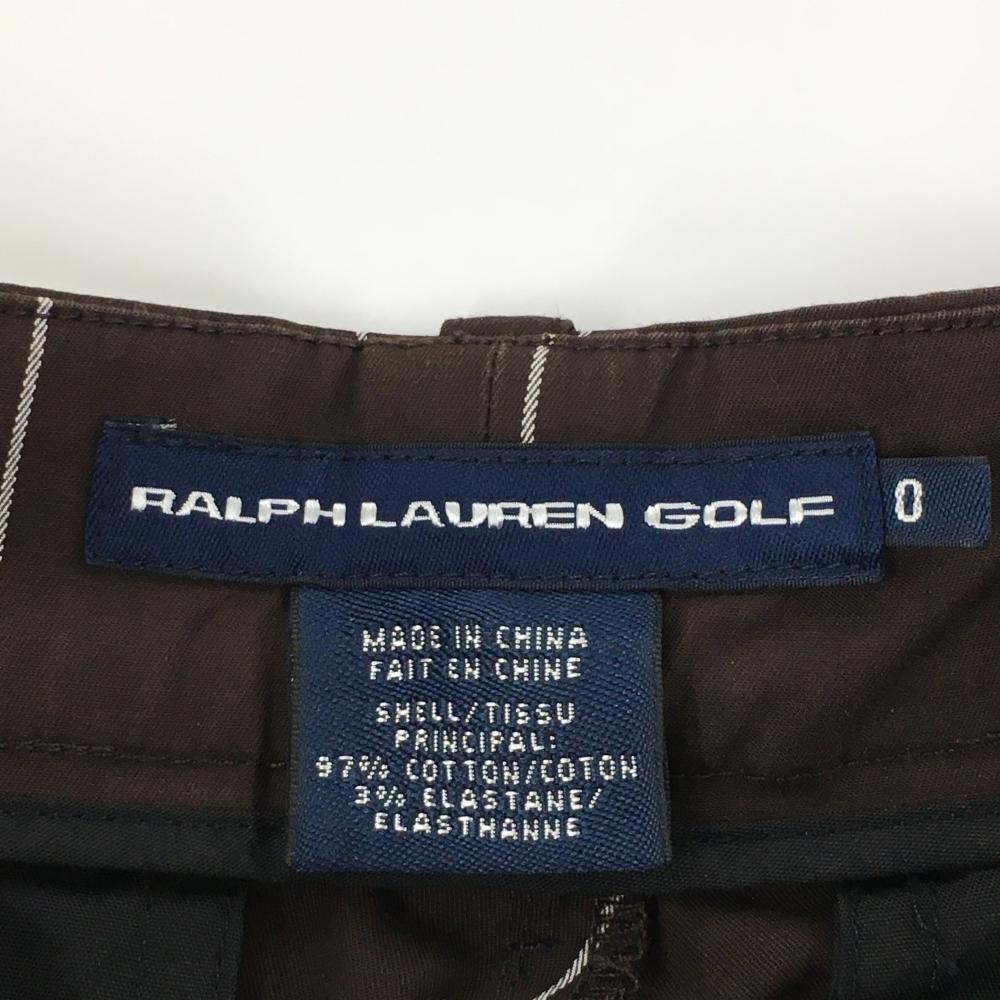 RALPH LAUREN GOLF
0
MADE IN CHINA
FAIT EN CHINE
SHELL/TISSU
PRINCIPAL:
97% COTTON/COTON
3% ELASTANE/
ELASTHANNE